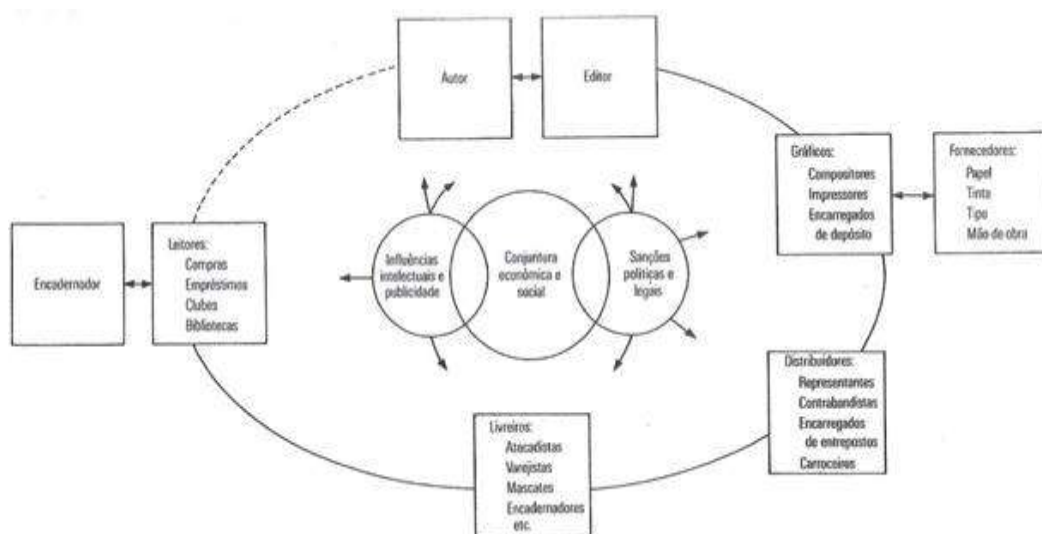 Autor
Editor
Gráficos:
Compositores
Impressores
Encarregados
de depósito
Fornecedores:
Papel
Tinta
Tipo
Mão de obra
Encadernador
Leitores:
Compras
Empréstimos
Clubes
Bibliotecas
Influências
intelectuais e
publicidade
Conjuntura
econômica e
social
Sanções
políticas e
legais
Distribuidores:
Representantes
Contrabandistas
Encarregados
de entrepostos
Carroceiros
Livreiros:
Atacadistas
Varejistas
Mascates
Encadernadores
etc.